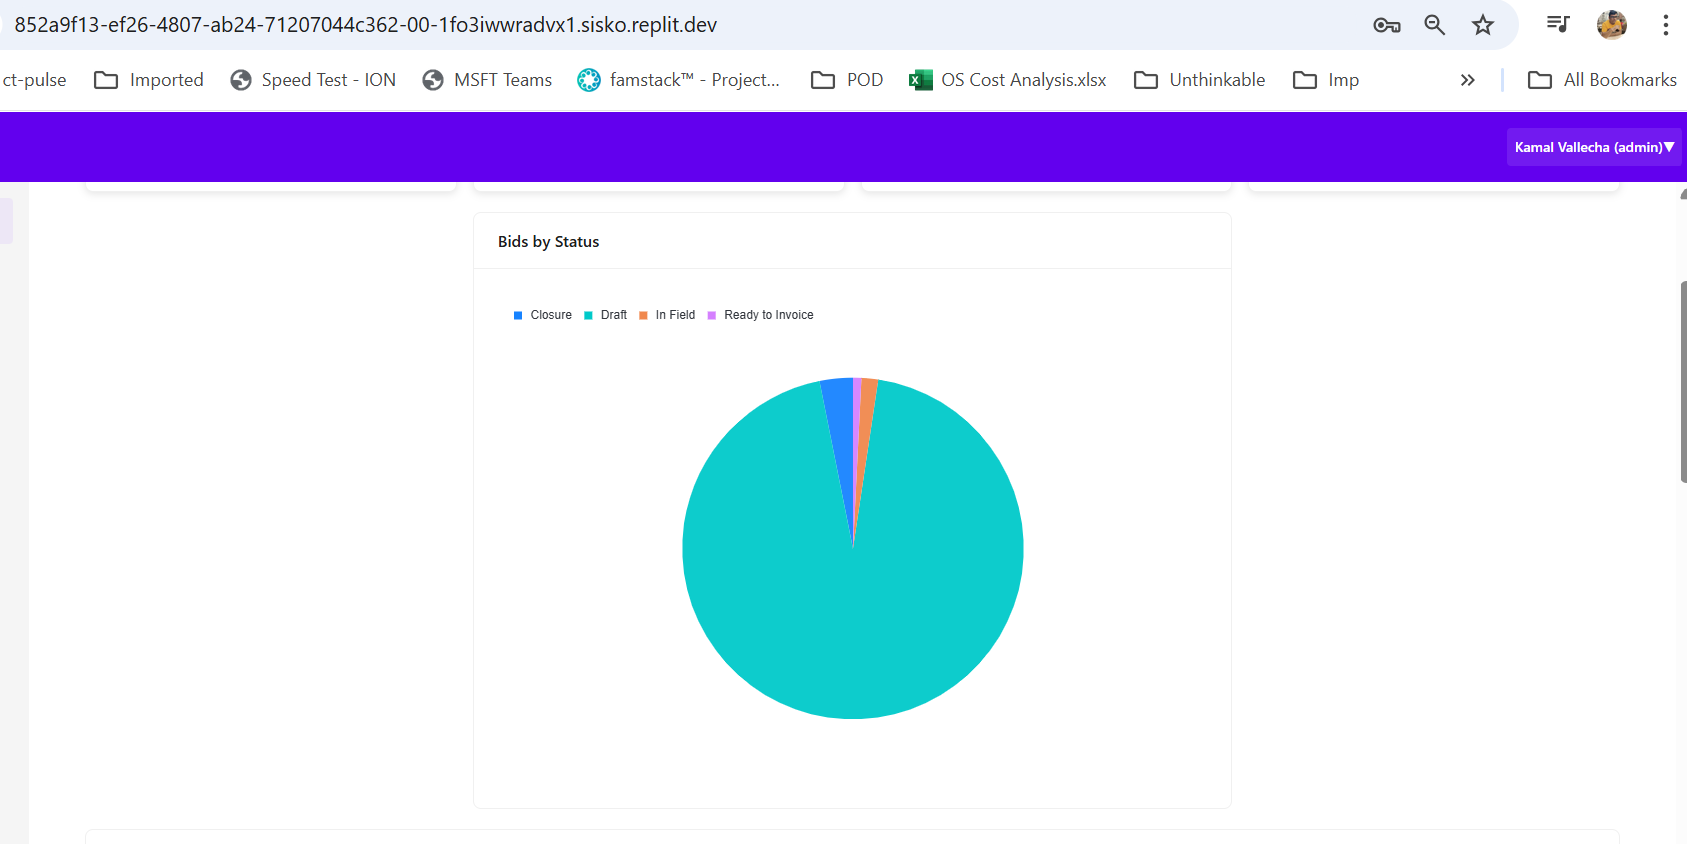 852a9f13-ef26-4807-ab24-71207044c362-00-1fo3iwwradvx1.sisko.replit.dev
ct-pulse Imported Speed Test - ION MSFT Teams famstack™ - Project... POD OS Cost Analysis.xlsx Unthinkable Imp » All Bookmarks
Kamal Vallecha (admin)▼
Bids by Status
Closure Draft In Field Ready to Invoice